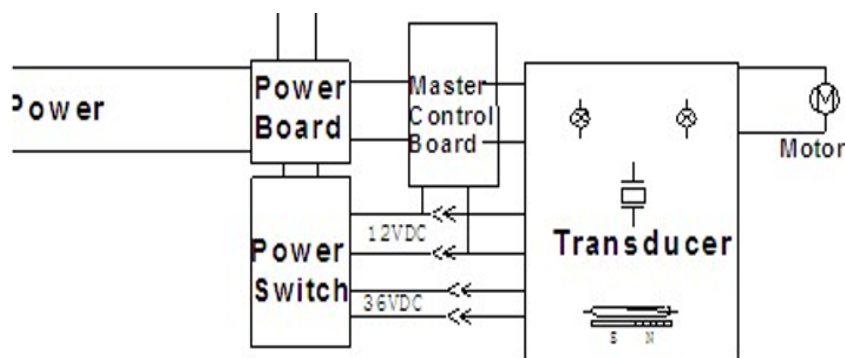 Power
Power
Board
Master
Control
Board
M
Motor
Power
Switch
12VDC
36VDC
Transducer
S N